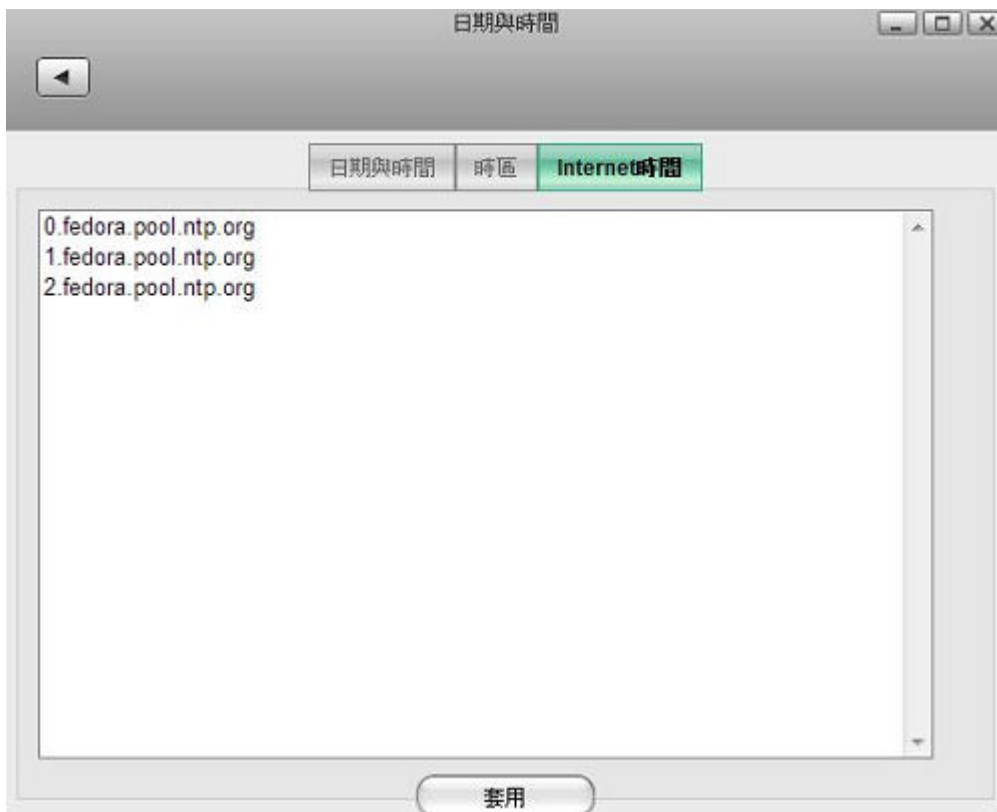 日期與時間
日期與時間 時區 Internet時間
0.fedora.pool.ntp.org
1.fedora.pool.ntp.org
2.fedora.pool.ntp.org
套用